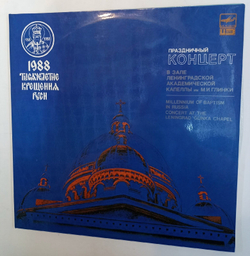 1988
ТЫСЯЧЕЛЕТИЕ
КРЕЩЕНИЯ
РУСИ
ПРАЗДНИЧНЫЙ
КОНЦЕРТ
В ЗАЛЕ
ЛЕНИНГРАДСКОЙ
АКАДЕМИЧЕСКОЙ
КАПЕЛЛЫ им. М.И.ГЛИНКИ
MILLENNIUM OF BAPTISM
IN RUSSIA
CONCERT AT THE
LENINGRAD GLINKA CHAPEL